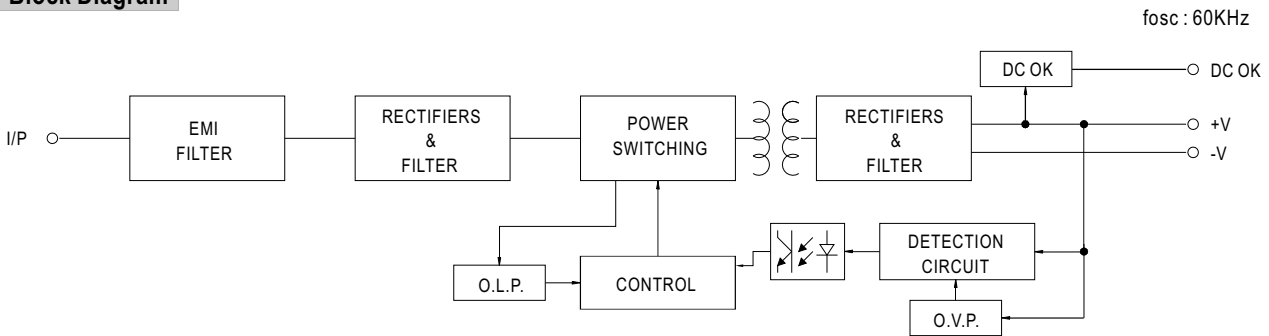 Block Diagram
fosc : 60KHz
DC OK
DC OK
I/P
EMI
FILTER
RECTIFIERS
&
FILTER
POWER
SWITCHING
RECTIFIERS
&
FILTER
+V
-V
O.L.P.
CONTROL
DETECTION
CIRCUIT
O.V.P.